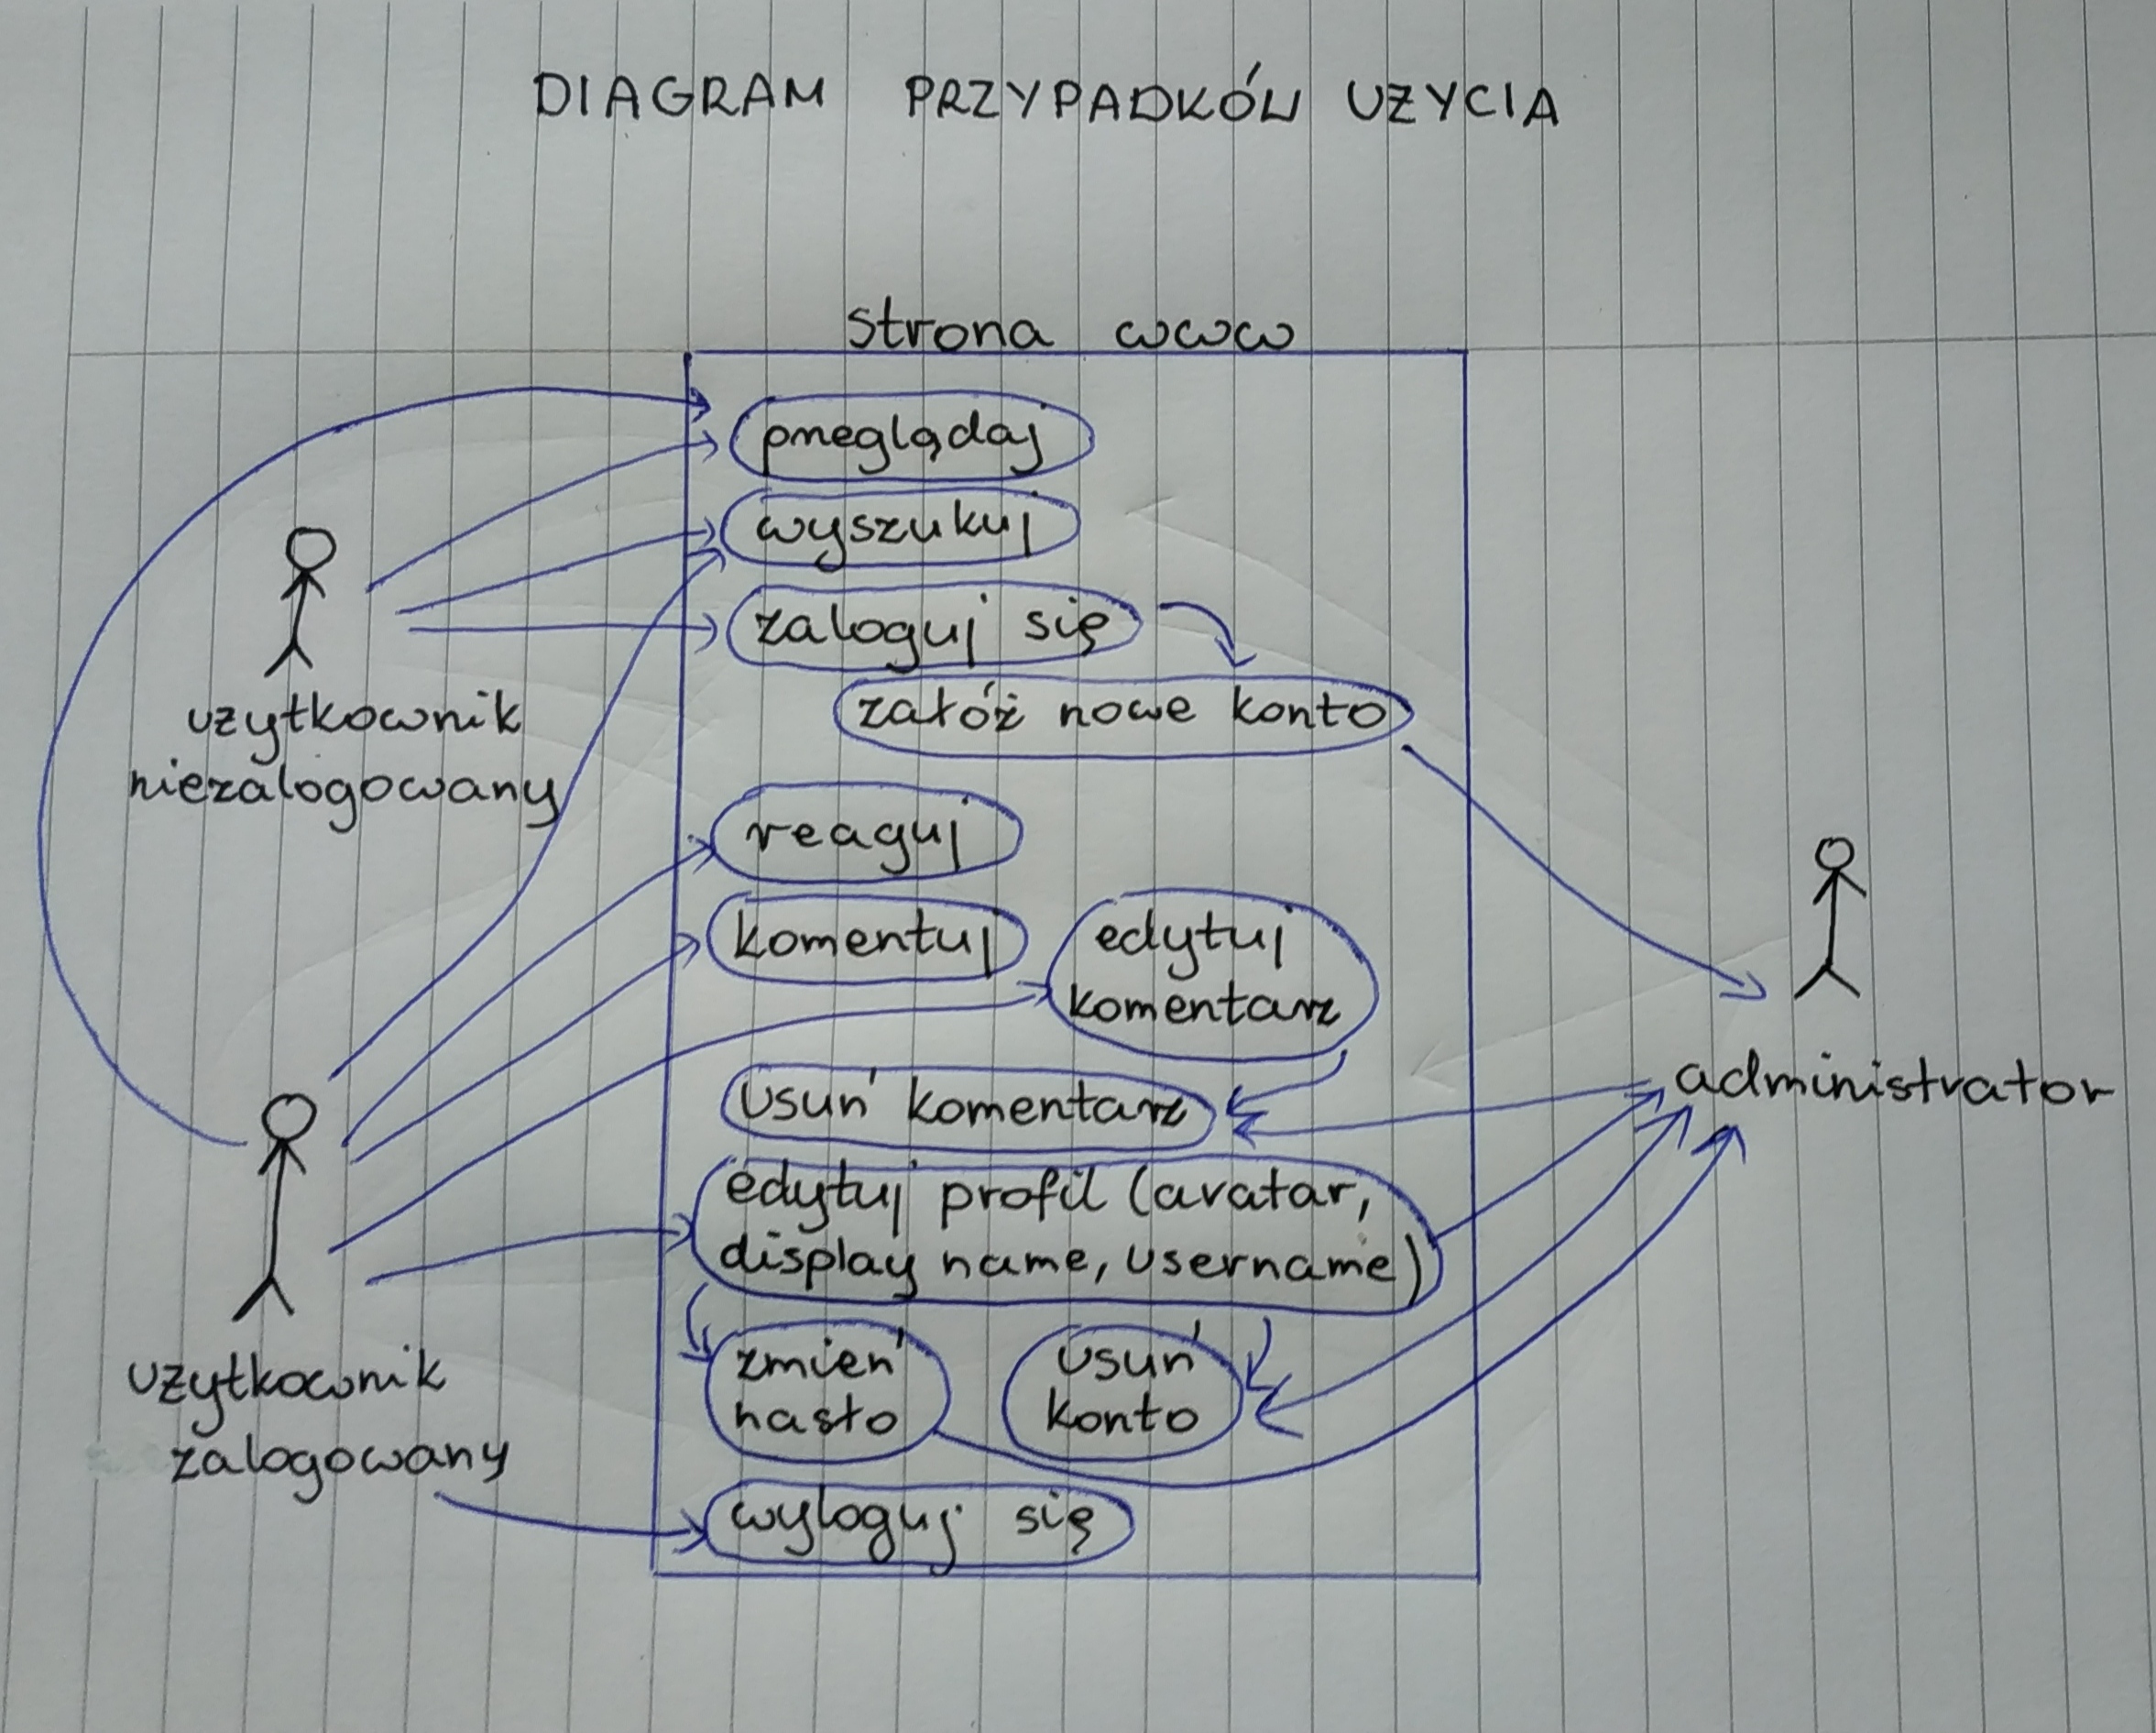 DIAGRAM PRZYPADKÓW UŻYCIA
strona www
przeglądaj
wyszukuj
zaloguj się
załóż nowe konto
użytkownik
niezalogowany
reaguj
komentuj
edytuj
komentarz
usuń komentarz
administrator
edytuj profil (avatar,
display name, username)
zmień
hasło
usuń
konto
użytkownik
zalogowany
wyloguj się